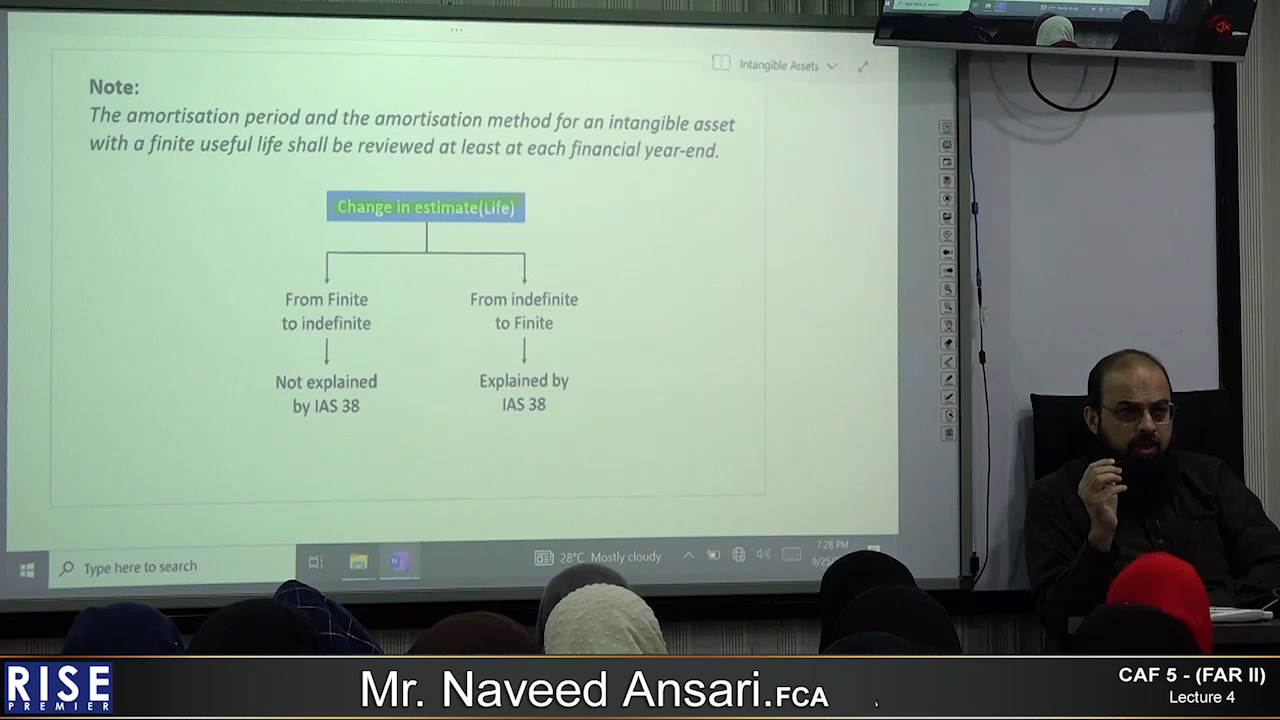 Intangible Assets
Note:
The amortisation period and the amortisation method for an intangible asset
with a finite useful life shall be reviewed at least at each financial year-end.
Change in estimate(Life)
From Finite
to indefinite
From indefinite
to Finite
Not explained
by IAS 38
Explained by
IAS 38
Type here to search
28°C Mostly cloudy
7:28 PM
RISE
PREMIER
Mr. Naveed Ansari.FCA
CAF 5 - (FAR II)
Lecture 4